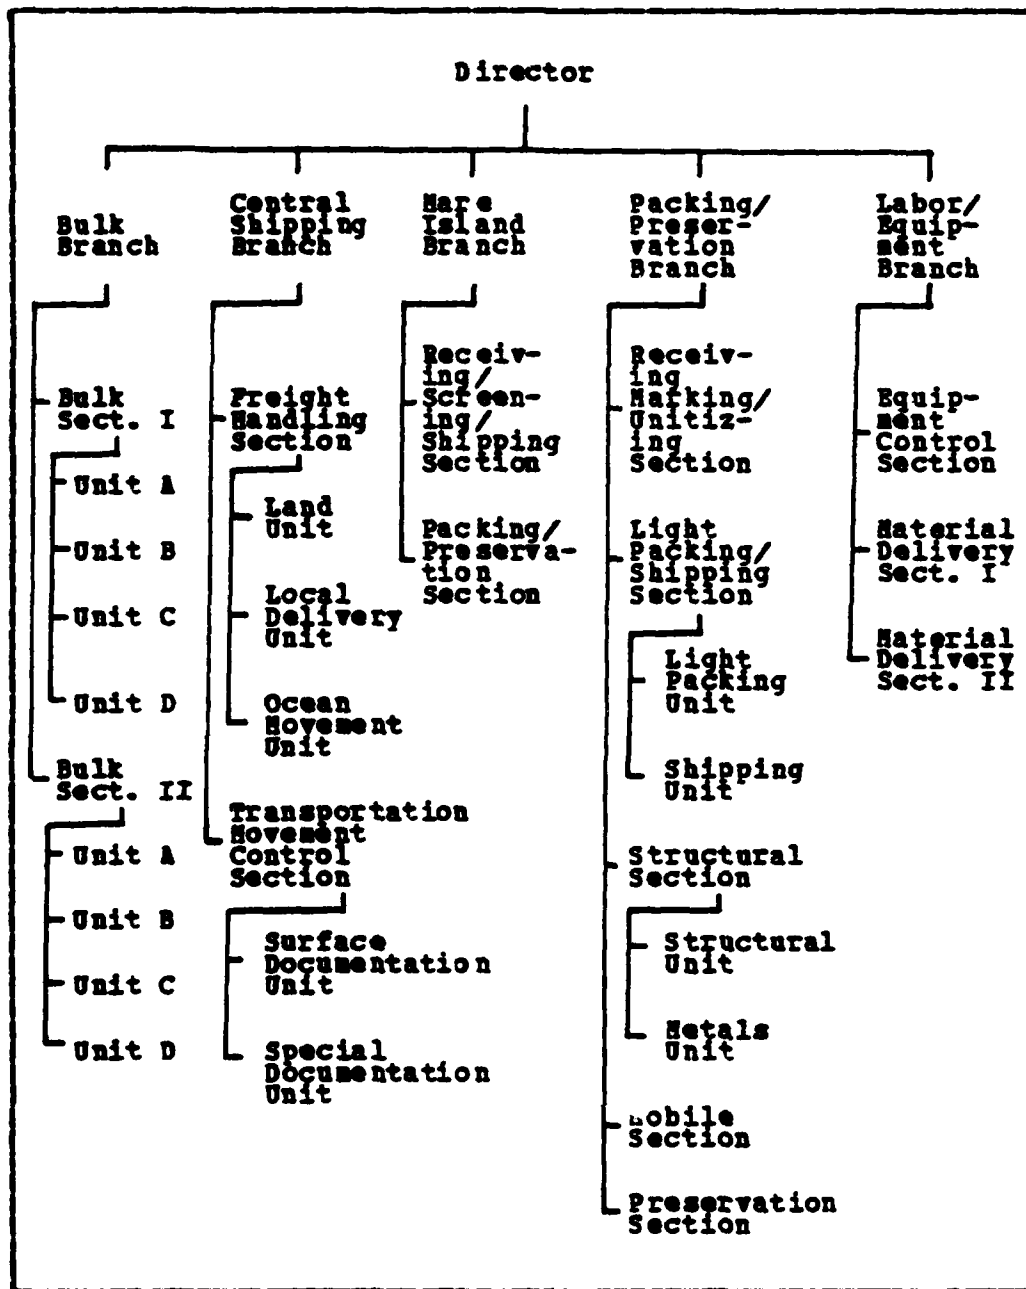 Director
Bulk
Branch
Central
Shipping
Branch
Mare
Island
Branch
Packing/
Preser-
vation
Branch
Labor/
Equip-
ment
Branch
Bulk
Sect. I
Unit A
Unit B
Unit C
Unit D
Bulk
Sect. II
Unit A
Unit B
Unit C
Unit D
Freight
Handling
Section
Land
Unit
Local
Delivery
Unit
Ocean
Movement
Unit
Transportation
Movement
Control
Section
Surface
Documentation
Unit
Special
Documentation
Unit
Receiv-
ing/
Screen-
ing/
Shipping
Section
Packing/
Preserva-
tion
Section
Receiv-
ing
Marking/
Unitiz-
ing
Section
Light
Packing/
Shipping
Section
Light
Packing
Unit
Shipping
Unit
Structural
Section
Structural
Unit
Metals
Unit
Mobile
Section
Preservation
Section
Equip-
ment
Control
Section
Material
Delivery
Sect. I
Material
Delivery
Sect. II